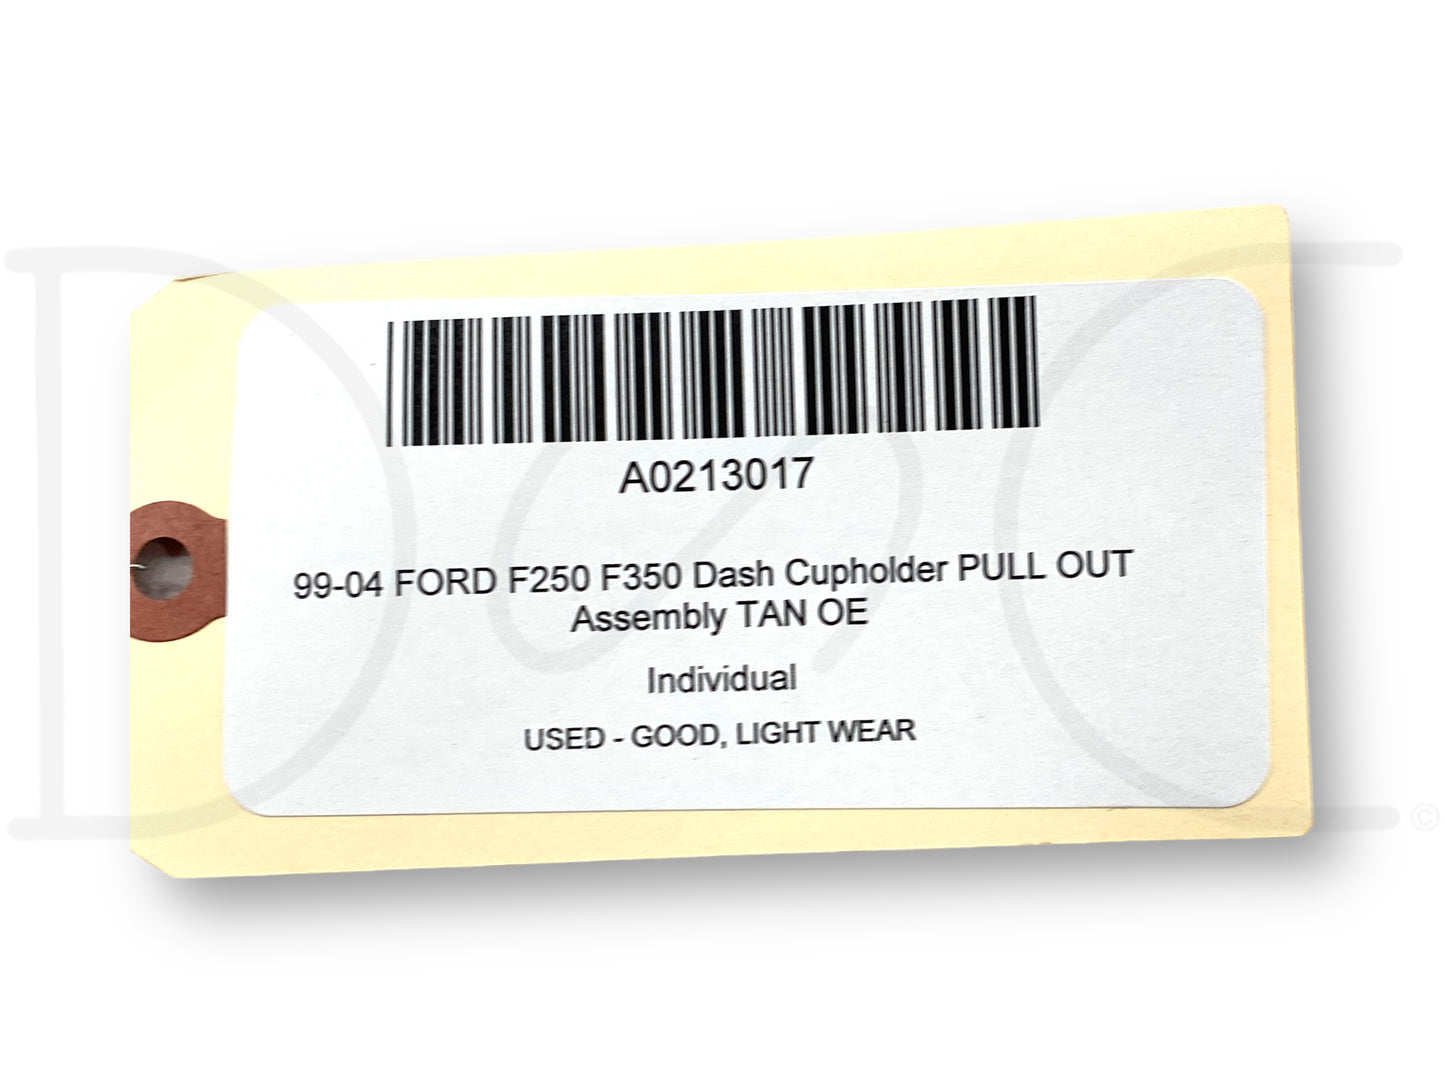 A0213017
99-04 FORD F250 F350 Dash Cupholder PULL OUT
Assembly TAN OE
Individual
USED - GOOD, LIGHT WEAR
©